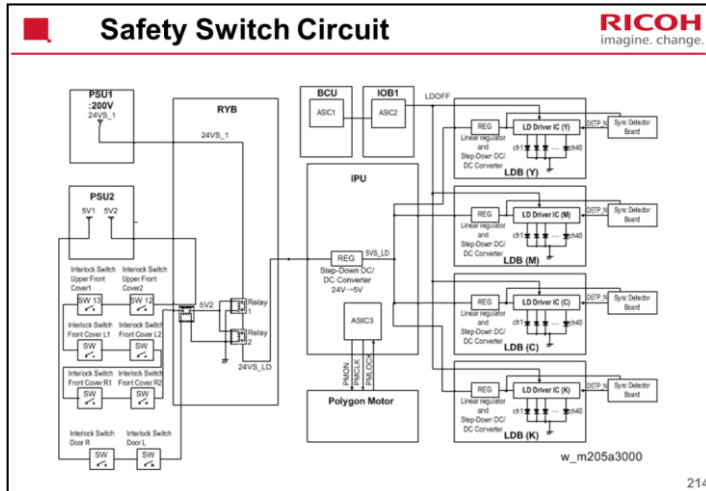 Safety Switch Circuit
RICOH
imagine. change.
PSU1
:200V
24VS_1
RYB
24VS_1
BCU
ASIC1
IOB1
ASIC2
LDOFF
REG
Linear regulator
and
Step-Down DC/
DC Converter
LD Driver IC (Y)
ch1
...
ch40
LDB (Y)
DETP_N
Sync Detector
Board
PSU2
5V1
5V2
IPU
REG
Step-Down DC/
DC Converter
24V→5V
5VS_LD
ASIC3
REG
Linear regulator
and
Step-Down DC/
DC Converter
LD Driver IC (M)
ch1
...
ch40
LDB (M)
DETP_N
Sync Detector
Board
Interlock Switch
Upper Front
Cover1
SW 13
Interlock Switch
Upper Front
Cover2
SW 12
5V2
Relay
1
Relay
2
24VS_LD
Interlock Switch
Front Cover L1
SW
Interlock Switch
Front Cover L2
SW
Interlock Switch
Front Cover R1
SW
Interlock Switch
Front Cover R2
SW
Interlock Switch
Door R
SW
Interlock Switch
Door L
SW
PMON
PMCLK
PMLOCK
Polygon Motor
REG
Linear regulator
and
Step-Down DC/
DC Converter
LD Driver IC (C)
ch1
...
ch40
LDB (C)
DETP_N
Sync Detector
Board
REG
Linear regulator
and
Step-Down DC/
DC Converter
LD Driver IC (K)
ch1
...
ch40
LDB (K)
DETP_N
Sync Detector
Board
w_m205a3000
214